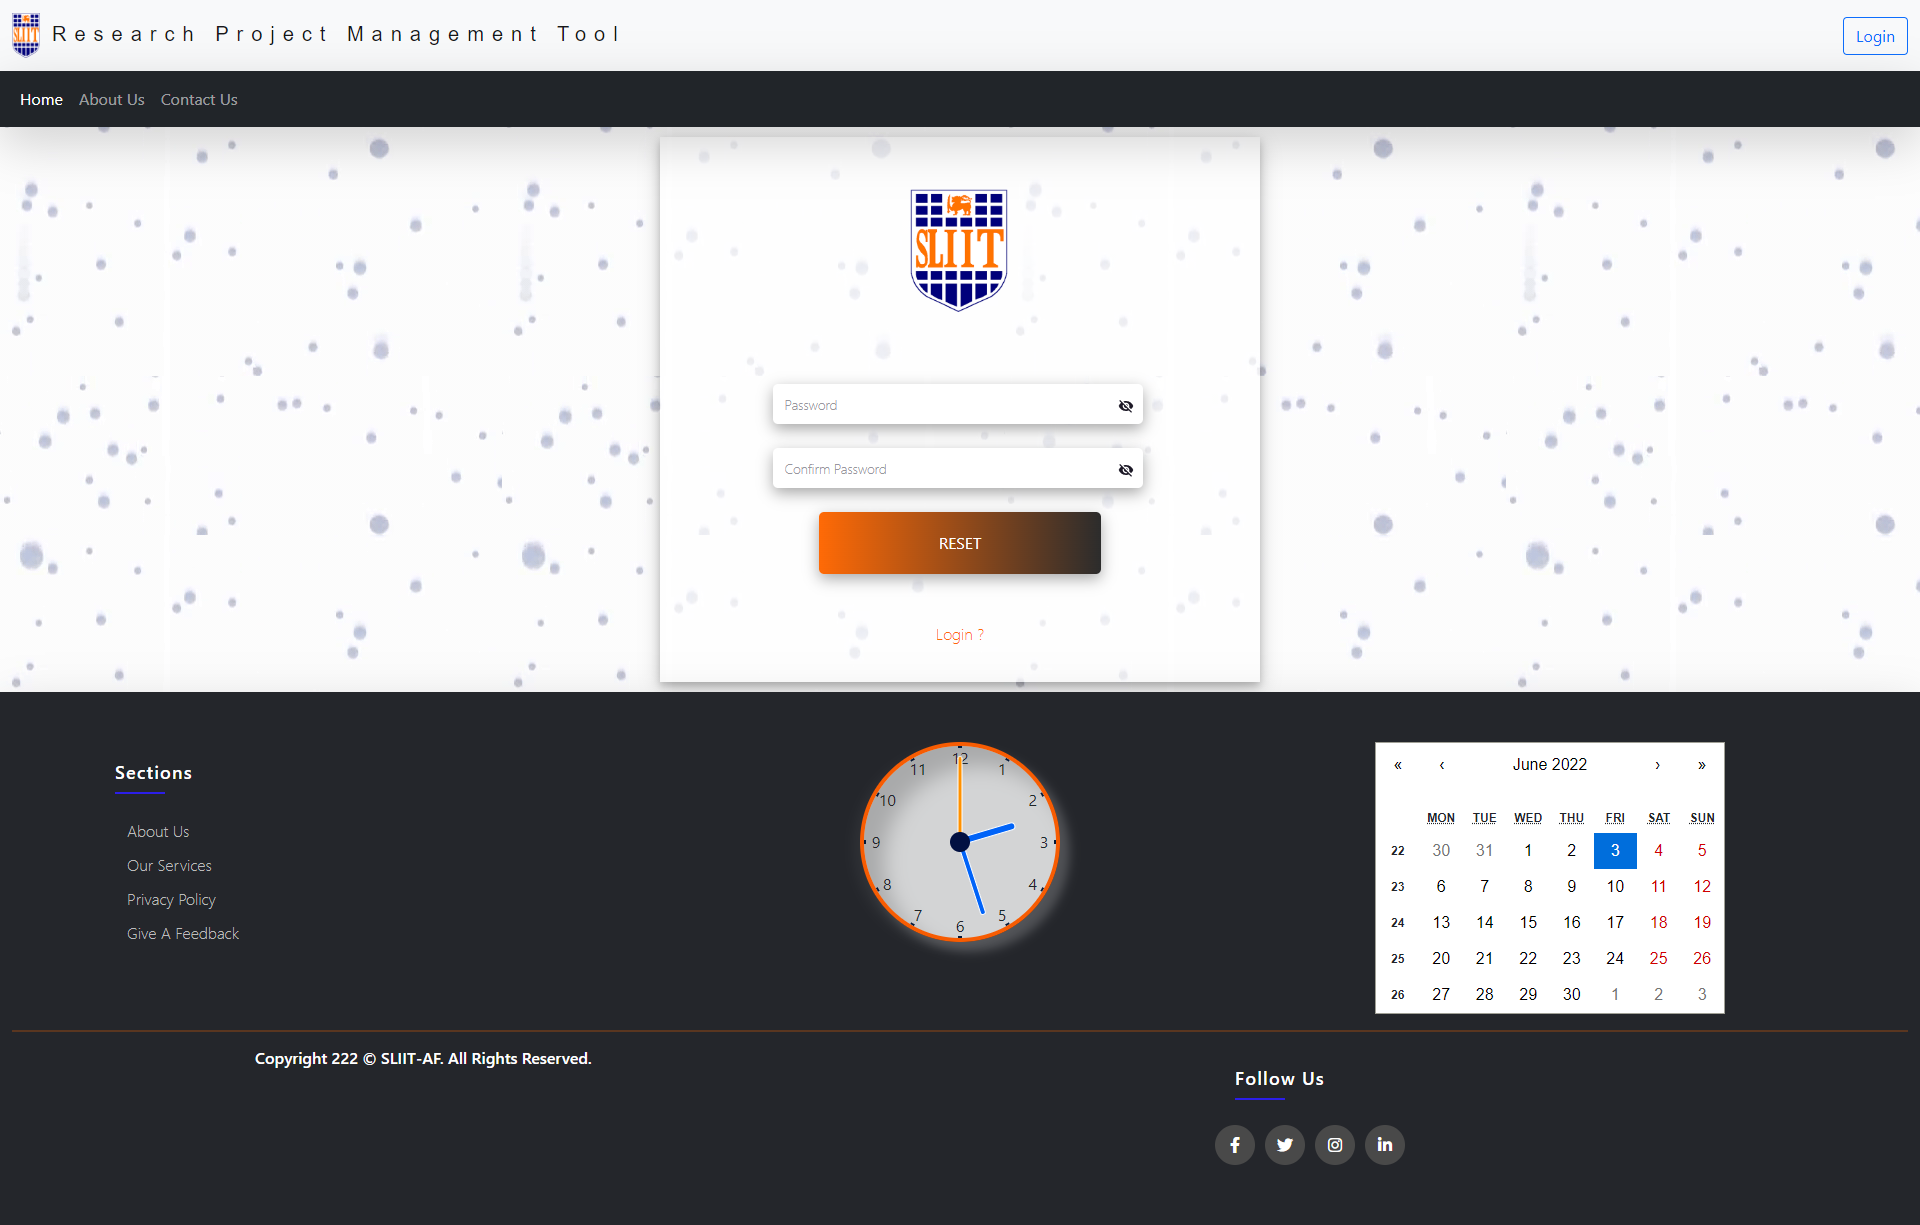 SLIIT
Research Project Management Tool
Login
Home
About Us
Contact Us
SLIIT
Password
Confirm Password
RESET
Login ?
Sections
About Us
Our Services
Privacy Policy
Give A Feedback
12
1
2
3
4
5
6
7
8
9
10
11
« ‹ June 2022 › »
MON TUE WED THU FRI SAT SUN
22 30 31 1 2 3 4 5
23 6 7 8 9 10 11 12
24 13 14 15 16 17 18 19
25 20 21 22 23 24 25 26
26 27 28 29 30 1 2 3
Copyright 222 © SLIIT-AF. All Rights Reserved.
Follow Us